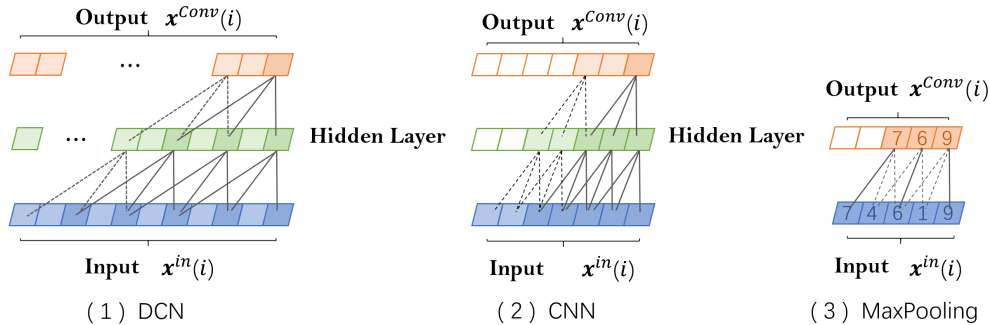 Output x^Conv(i)
...
... Hidden Layer
Input x^in(i)
(1) DCN
Output x^Conv(i)
Hidden Layer
Input x^in(i)
(2) CNN
Output x^Conv(i)
7 6 9
7 4 6 1 9
Input x^in(i)
(3) MaxPooling